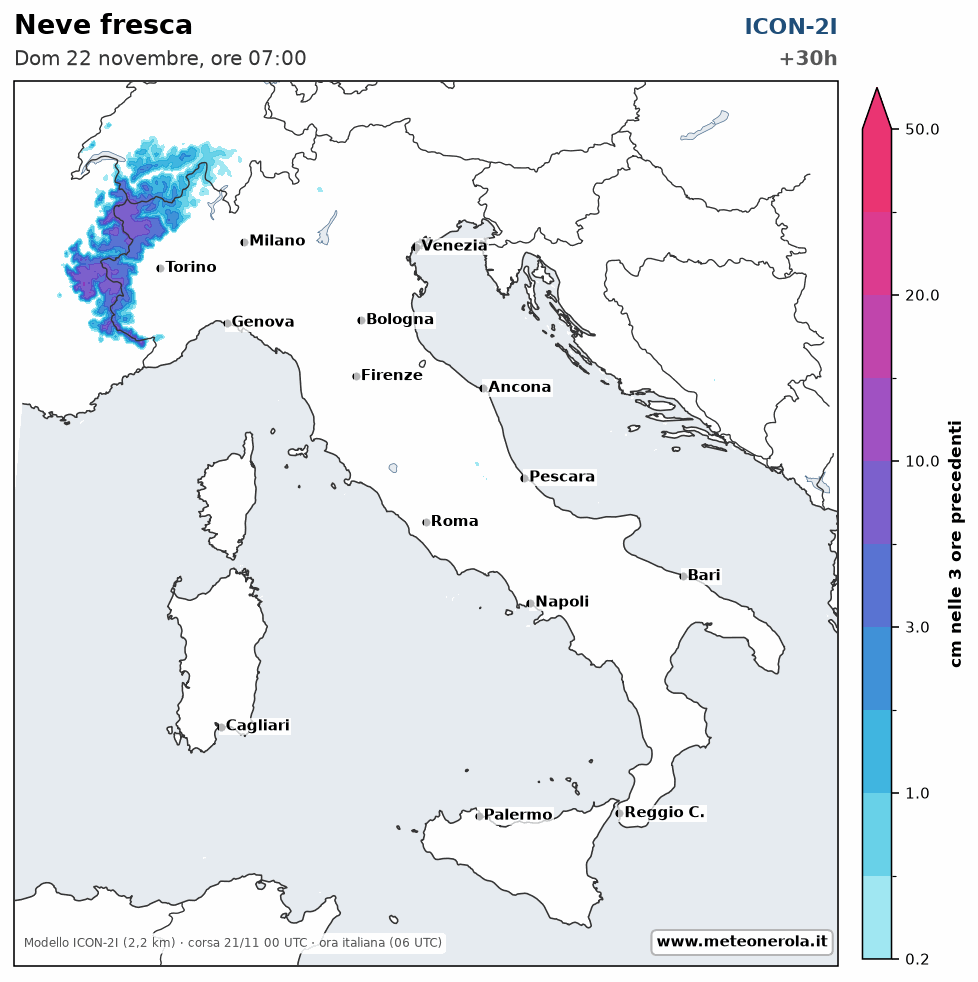 Neve fresca
ICON-2I
Dom 22 novembre, ore 07:00
+30h
50.0
20.0
10.0
3.0
1.0
0.2
cm nelle 3 ore precedenti
Milano
Venezia
Torino
Genova
Bologna
Firenze
Ancona
Pescara
Roma
Bari
Napoli
Cagliari
Palermo
Reggio C.
Modello ICON-2I (2,2 km) · corsa 21/11 00 UTC · ora italiana (06 UTC)
www.meteonerola.it